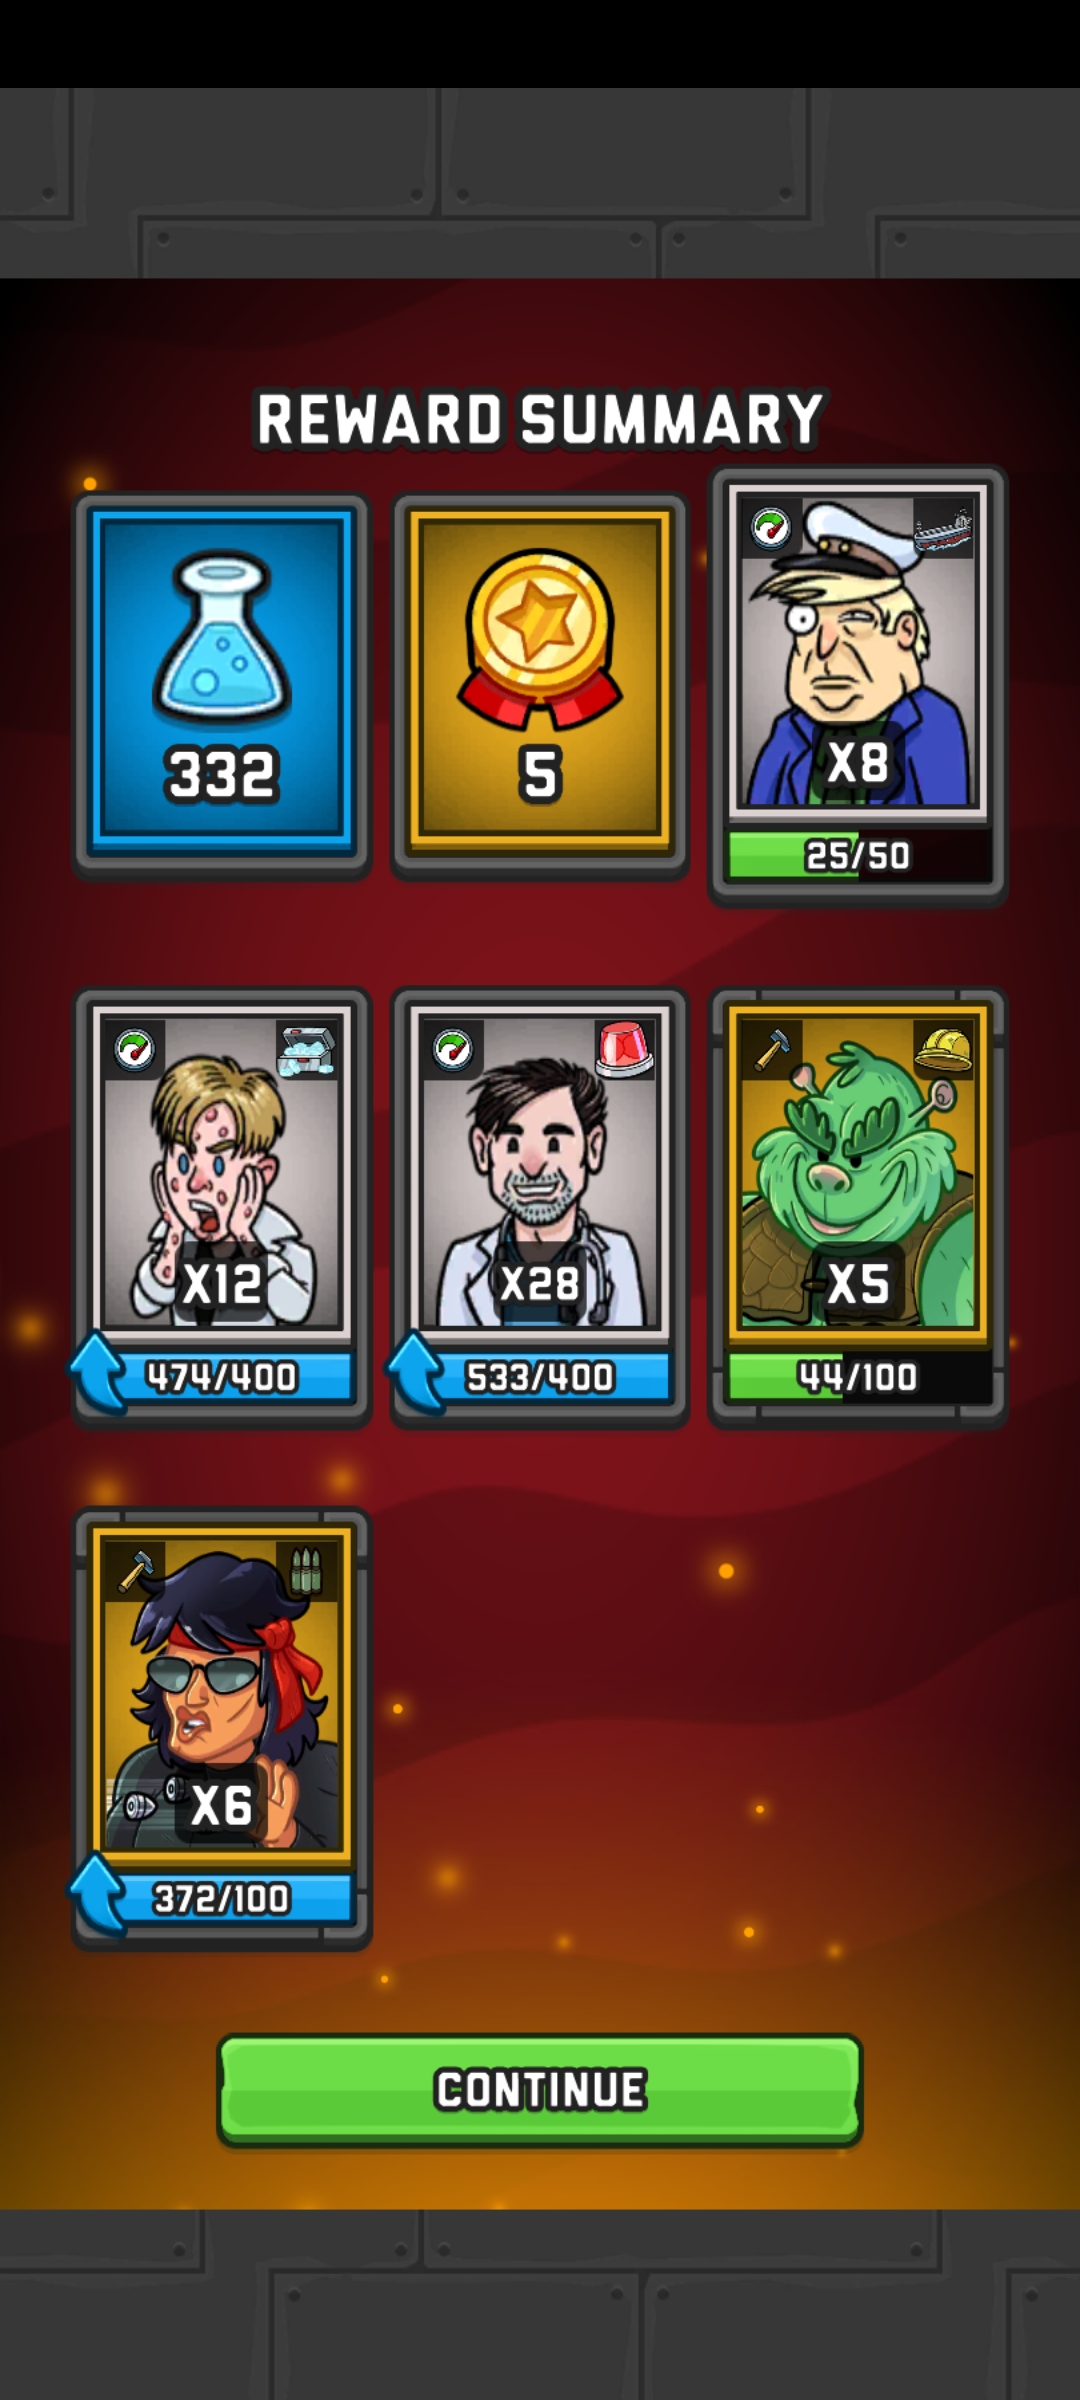 REWARD SUMMARY
332
5
X8
25/50
X12
474/400
X28
533/400
X5
44/100
X6
372/100
CONTINUE